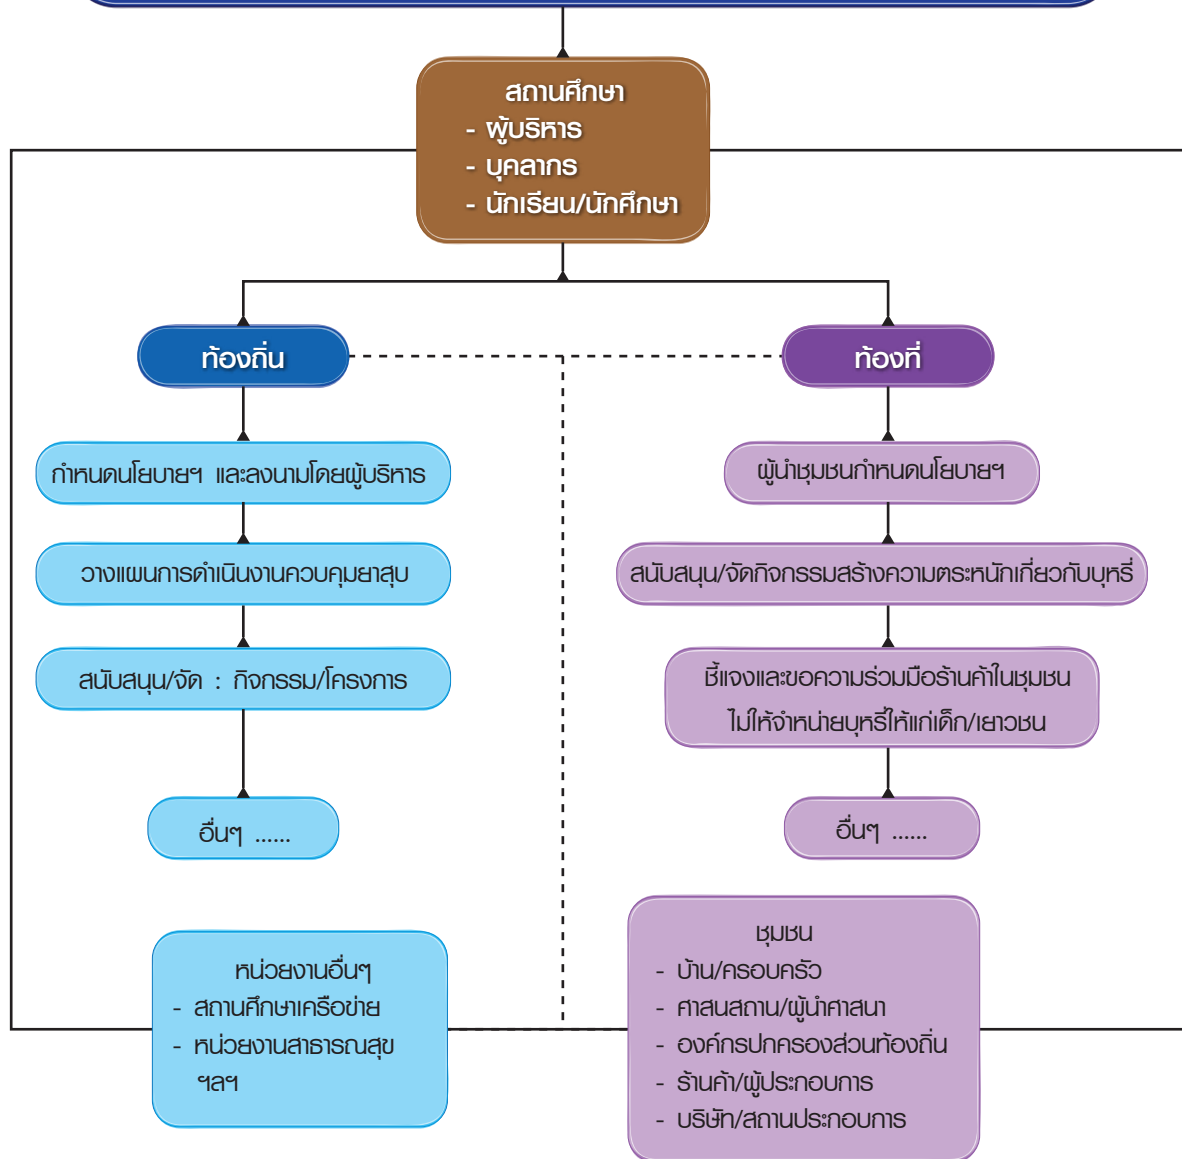 สถานศึกษา
- ผู้บริหาร
- บุคลากร
- นักเรียน/นักศึกษา
ท้องถิ่น
ท้องที่
กำหนดนโยบายฯ และลงนามโดยผู้บริหาร
ผู้นำชุมชนกำหนดนโยบายฯ
วางแผนการดำเนินงานควบคุมยาสูบ
สนับสนุน/จัดกิจกรรมสร้างความตระหนักเกี่ยวกับบุหรี่
สนับสนุน/จัด : กิจกรรม/โครงการ
ชี้แจงและขอความร่วมมือร้านค้าในชุมชน
ไม่ให้จำหน่ายบุหรี่ให้แก่เด็ก/เยาวชน
อื่นๆ ......
อื่นๆ ......
หน่วยงานอื่นๆ
- สถานศึกษาเครือข่าย
- หน่วยงานสาธารณสุข
ฯลฯ
ชุมชน
- บ้าน/ครอบครัว
- ศาสนสถาน/ผู้นำศาสนา
- องค์กรปกครองส่วนท้องถิ่น
- ร้านค้า/ผู้ประกอบการ
- บริษัท/สถานประกอบการ